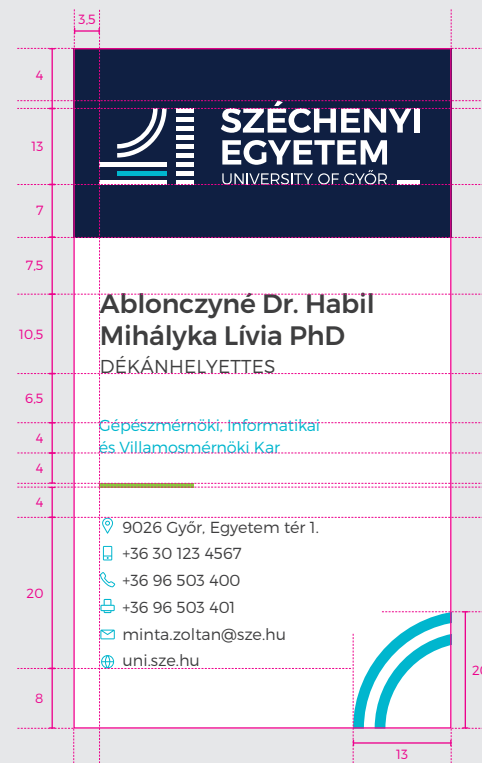 3,5
4
13
7
7,5
10,5
6,5
4
4
4
20
8
SZÉCHENYI
EGYETEM
UNIVERSITY OF GYŐR
Ablonczyné Dr. Habil
Mihályka Lívia PhD
DÉKÁNHELYETTES
Gépészmérnöki, Informatikai
és Villamosmérnöki Kar
9026 Győr, Egyetem tér 1.
+36 30 123 4567
+36 96 503 400
+36 96 503 401
minta.zoltan@sze.hu
uni.sze.hu
13